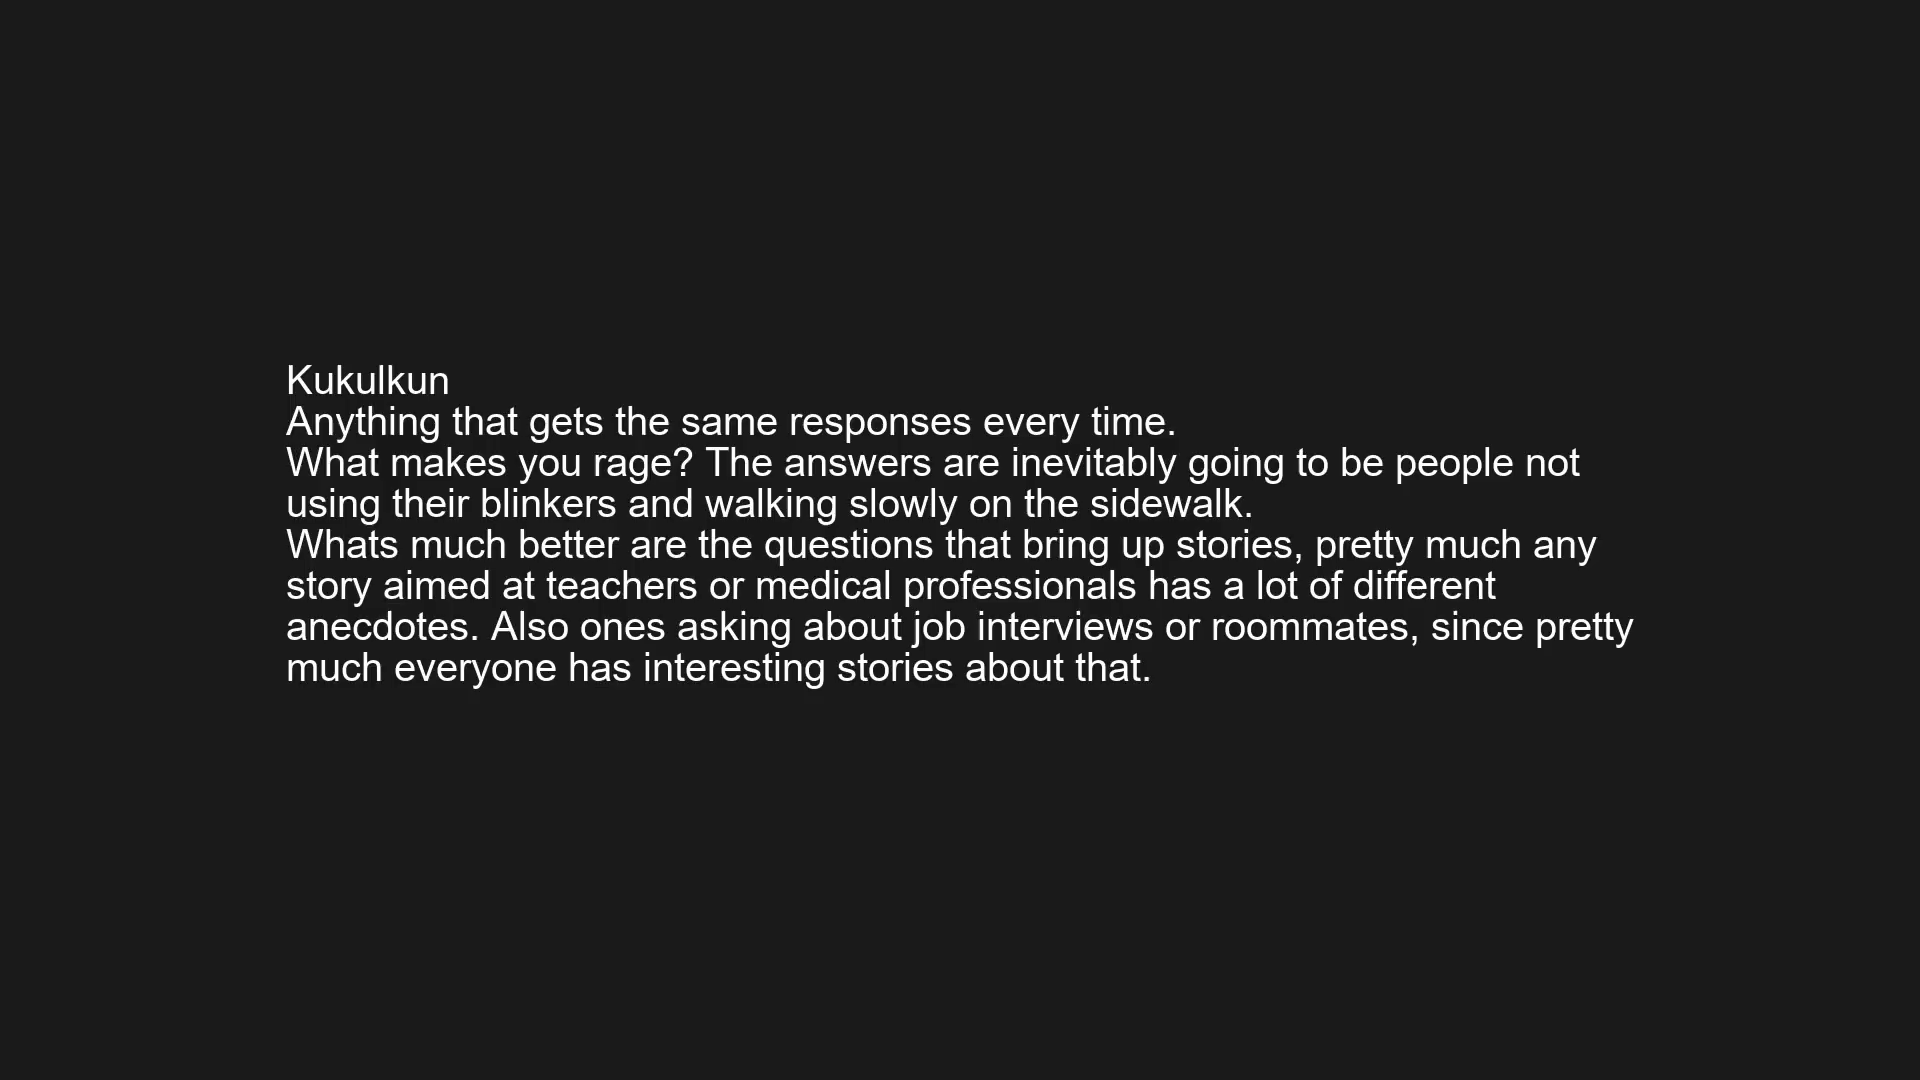 Kukulkun
Anything that gets the same responses every time.
What makes you rage? The answers are inevitably going to be people not
using their blinkers and walking slowly on the sidewalk.
Whats much better are the questions that bring up stories, pretty much any
story aimed at teachers or medical professionals has a lot of different
anecdotes. Also ones asking about job interviews or roommates, since pretty
much everyone has interesting stories about that.